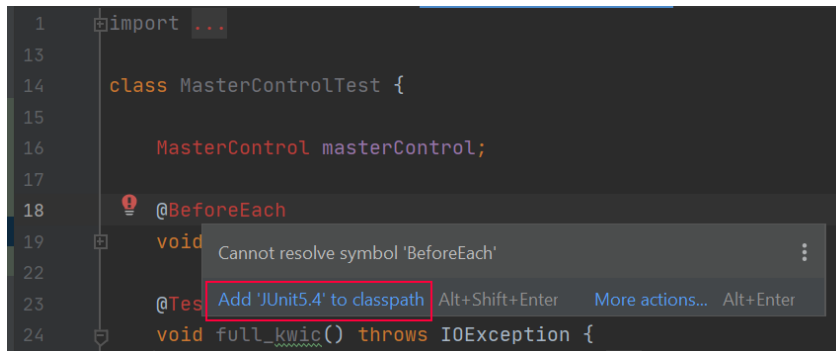 1 import ...
13
14 class MasterControlTest {
15
16 MasterControl masterControl;
17
18 @BeforeEach
19 void
Cannot resolve symbol 'BeforeEach'
22
23 @Tes
Add 'JUnit5.4' to classpath Alt+Shift+Enter More actions... Alt+Enter
24 void full_kwic() throws IOException {